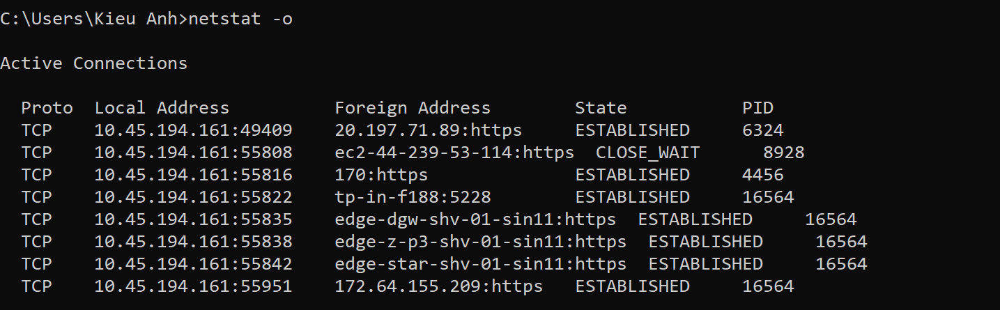 C:\Users\Kieu Anh>netstat -o
Active Connections
Proto  Local Address          Foreign Address        State           PID
TCP    10.45.194.161:49409    20.197.71.89:https     ESTABLISHED     6324
TCP    10.45.194.161:55808    ec2-44-239-53-114:https  CLOSE_WAIT      8928
TCP    10.45.194.161:55816    170:https              ESTABLISHED     4456
TCP    10.45.194.161:55822    tp-in-f188:5228        ESTABLISHED     16564
TCP    10.45.194.161:55835    edge-dgw-shv-01-sin11:https  ESTABLISHED     16564
TCP    10.45.194.161:55838    edge-z-p3-shv-01-sin11:https  ESTABLISHED     16564
TCP    10.45.194.161:55842    edge-star-shv-01-sin11:https  ESTABLISHED     16564
TCP    10.45.194.161:55951    172.64.155.209:https   ESTABLISHED     16564